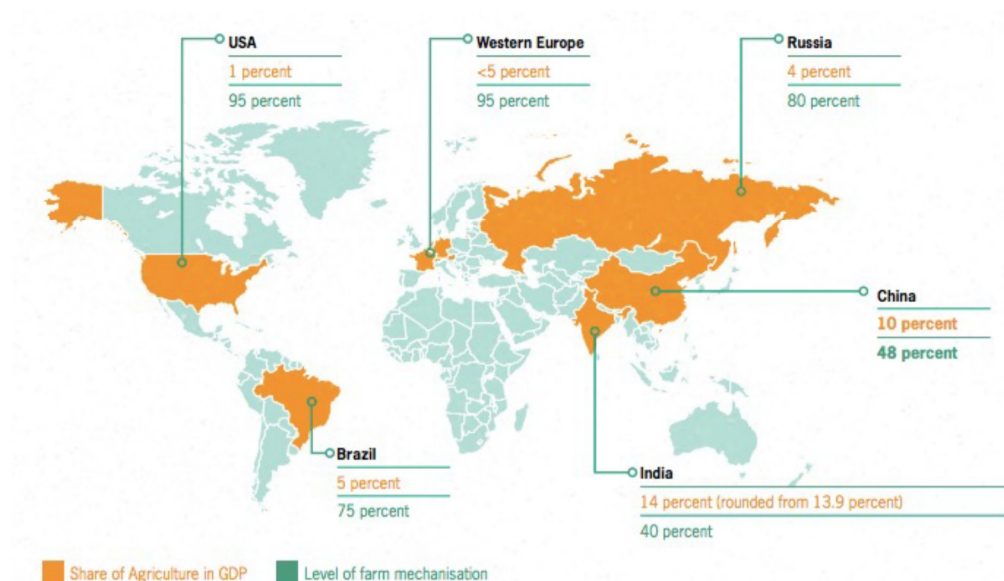 USA
1 percent
95 percent
Western Europe
<5 percent
95 percent
Russia
4 percent
80 percent
China
10 percent
48 percent
Brazil
5 percent
75 percent
India
14 percent (rounded from 13.9 percent)
40 percent
Share of Agriculture in GDP
Level of farm mechanisation